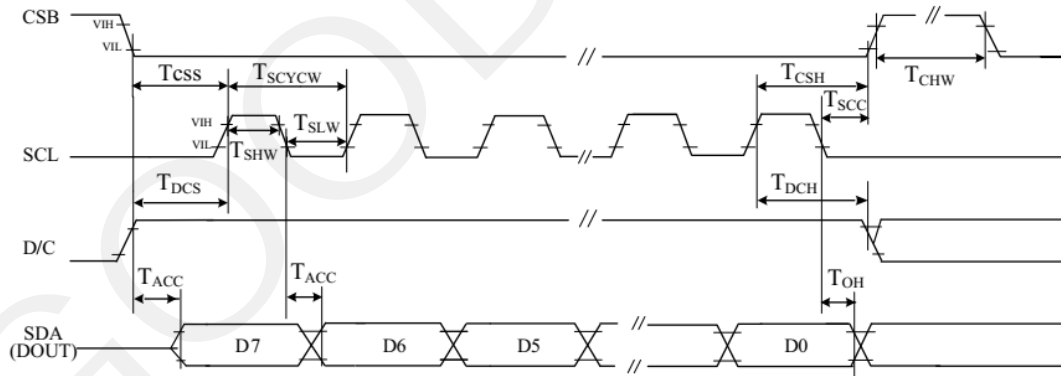 CSB
VIH
VIL
//
//
Tcss
TSCYCW
TCSH
TCHW
TSCC
SCL
VIH
VIL
TSHW
TSLW
//
TDCS
TDCH
D/C
//
TACC
TACC
TOH
SDA
(DOUT)
D7
D6
D5
//
//
D0